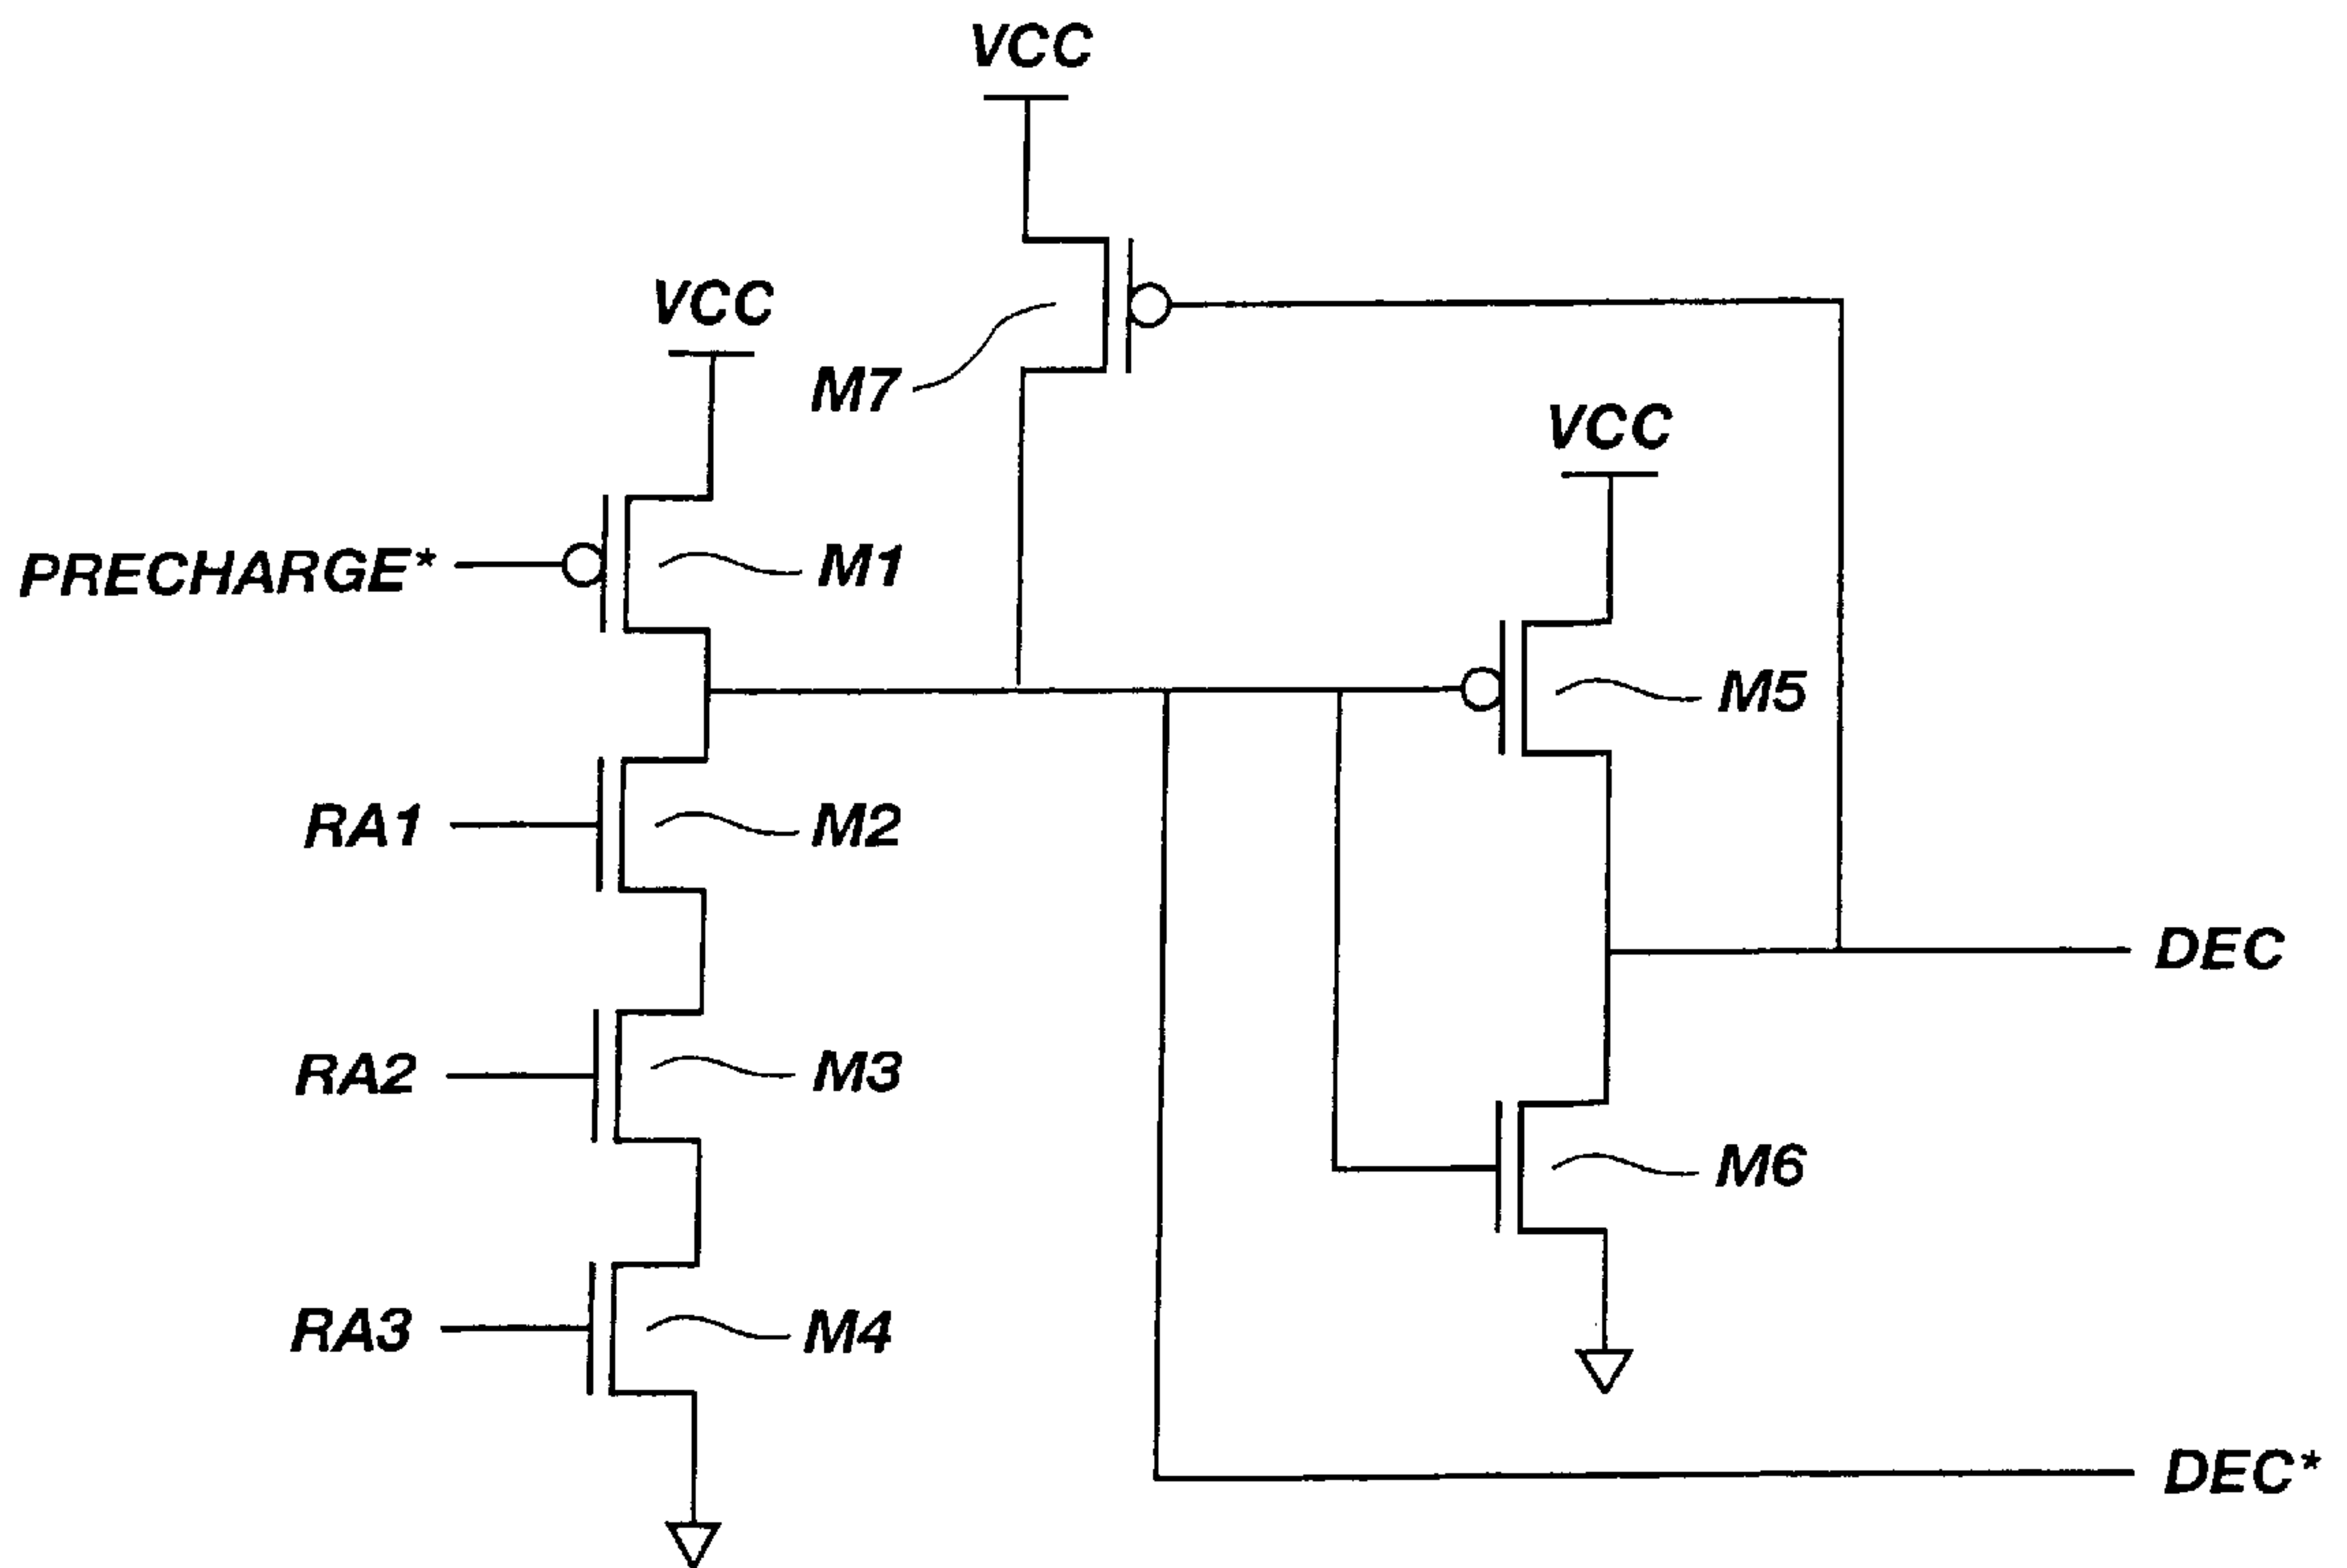 VCC
VCC
M7
VCC
PRECHARGE*
M1
M5
RA1
M2
DEC
RA2
M3
M6
RA3
M4
DEC*